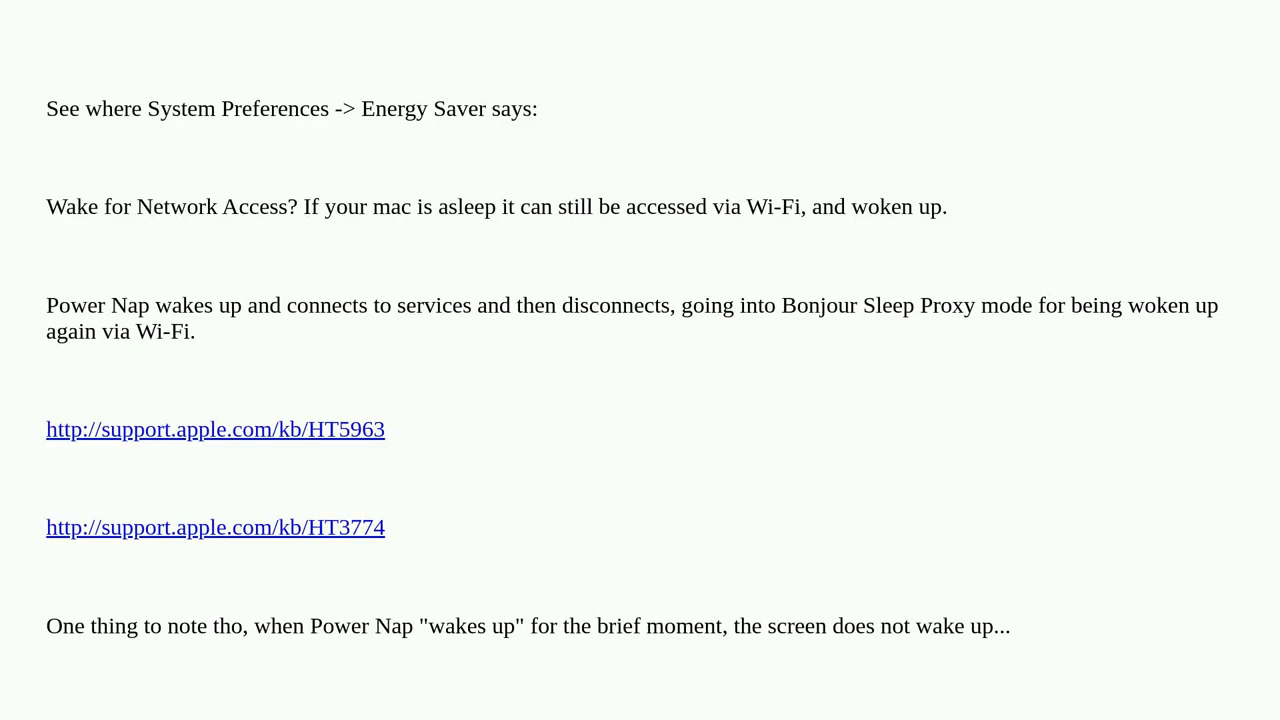 See where System Preferences -> Energy Saver says:
Wake for Network Access? If your mac is asleep it can still be accessed via Wi-Fi, and woken up.
Power Nap wakes up and connects to services and then disconnects, going into Bonjour Sleep Proxy mode for being woken up
again via Wi-Fi.
http://support.apple.com/kb/HT5963
http://support.apple.com/kb/HT3774
One thing to note tho, when Power Nap "wakes up" for the brief moment, the screen does not wake up...